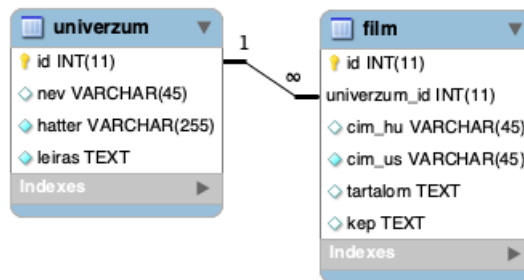 univerzum
id INT(11)
nev VARCHAR(45)
hatter VARCHAR(255)
leiras TEXT
Indexes
1
∞
film
id INT(11)
univerzum_id INT(11)
cim_hu VARCHAR(45)
cim_us VARCHAR(45)
tartalom TEXT
kep TEXT
Indexes